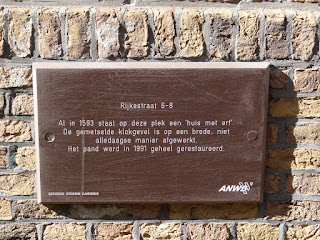 Rijkestraat 6-8
Al in 1593 staat op deze plek een 'huis met erf'.
De gemetselde klokgevel is op een brede, niet
alledaagse manier afgewerkt.
Het pand werd in 1991 geheel gerestaureerd.
ANWB